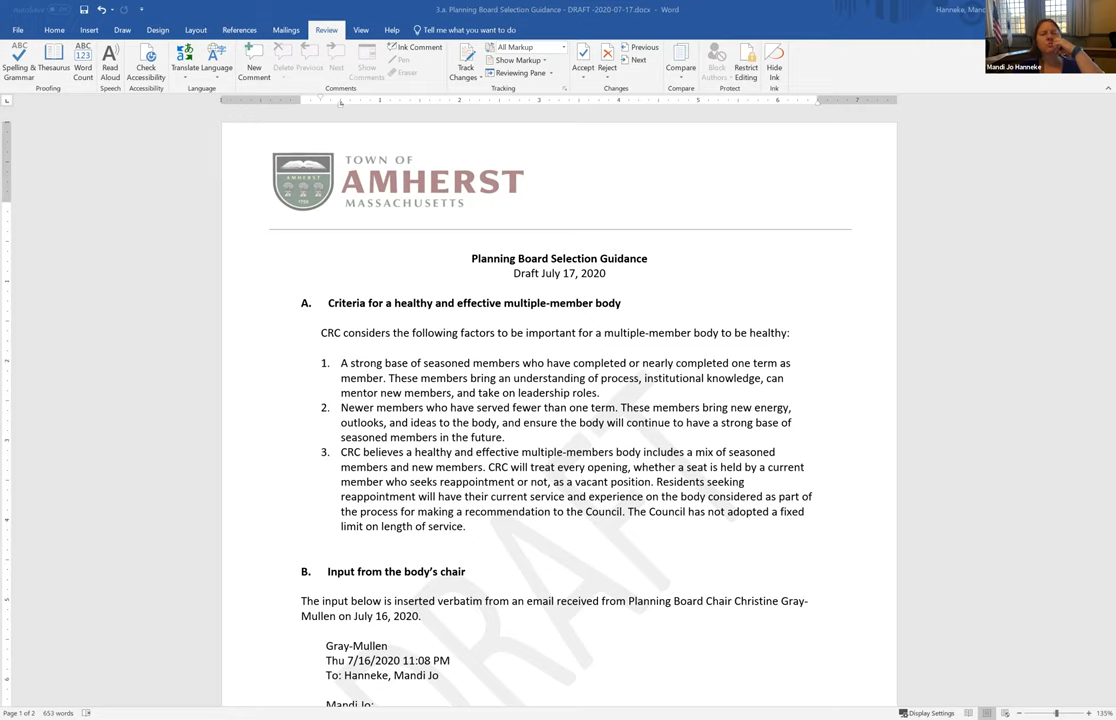 AutoSave Off
3.a. Planning Board Selection Guidance - DRAFT -2020-07-17.docx - Word
Hanneke, Mand
File Home Insert Draw Design Layout References Mailings Review View Help Tell me what you want to do
Spelling & Grammar
Thesaurus
Word Count
Read Aloud
Check Accessibility
Translate
Language
New Comment
Delete
Previous
Next
Show Comments
Ink Comment
Pen
Eraser
Track Changes
All Markup
Show Markup
Reviewing Pane
Accept
Reject
Previous
Next
Compare
Block Authors
Restrict Editing
Hide Ink
Proofing Speech Accessibility Language Comments Tracking Changes Compare Protect Ink
Mandi Jo Hanneke
1 2 3 4 5 6 7
TOWN OF
AMHERST
MASSACHUSETTS
Planning Board Selection Guidance
Draft July 17, 2020
A. Criteria for a healthy and effective multiple-member body
CRC considers the following factors to be important for a multiple-member body to be healthy:
1. A strong base of seasoned members who have completed or nearly completed one term as
member. These members bring an understanding of process, institutional knowledge, can
mentor new members, and take on leadership roles.
2. Newer members who have served fewer than one term. These members bring new energy,
outlooks, and ideas to the body, and ensure the body will continue to have a strong base of
seasoned members in the future.
3. CRC believes a healthy and effective multiple-members body includes a mix of seasoned
members and new members. CRC will treat every opening, whether a seat is held by a current
member who seeks reappointment or not, as a vacant position. Residents seeking
reappointment will have their current service and experience on the body considered as part of
the process for making a recommendation to the Council. The Council has not adopted a fixed
limit on length of service.
DRAFT
B. Input from the body's chair
The input below is inserted verbatim from an email received from Planning Board Chair Christine Gray-
Mullen on July 16, 2020.
Gray-Mullen
Thu 7/16/2020 11:08 PM
To: Hanneke, Mandi Jo
Mandi Jo:
Page 1 of 2 653 words
Display Settings
135%